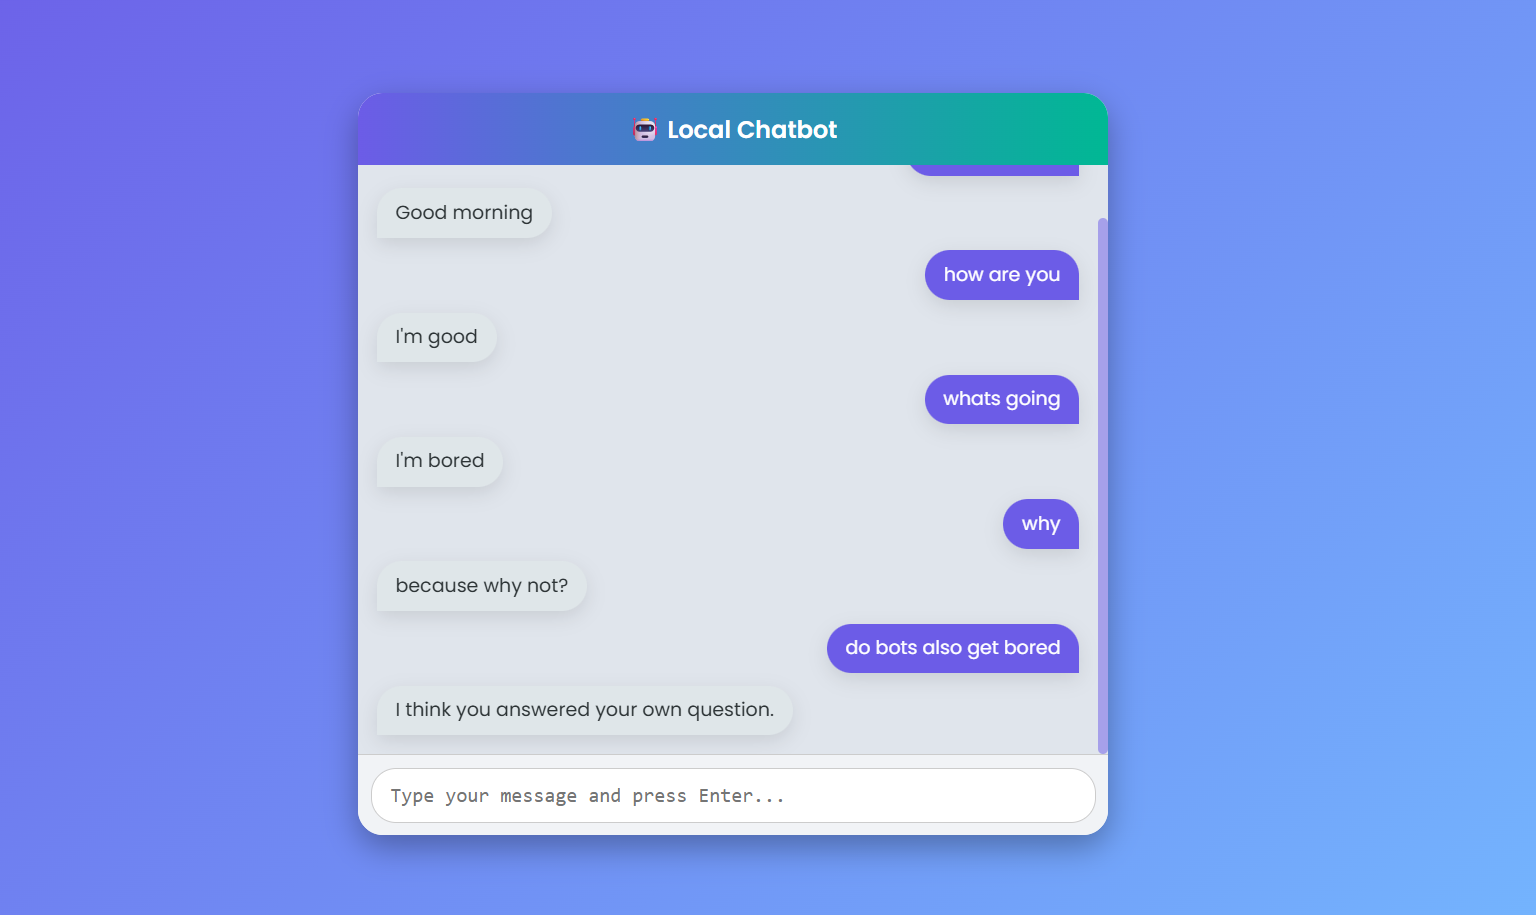 Local Chatbot
Good morning
how are you
I'm good
whats going
I'm bored
why
because why not?
do bots also get bored
I think you answered your own question.
Type your message and press Enter...